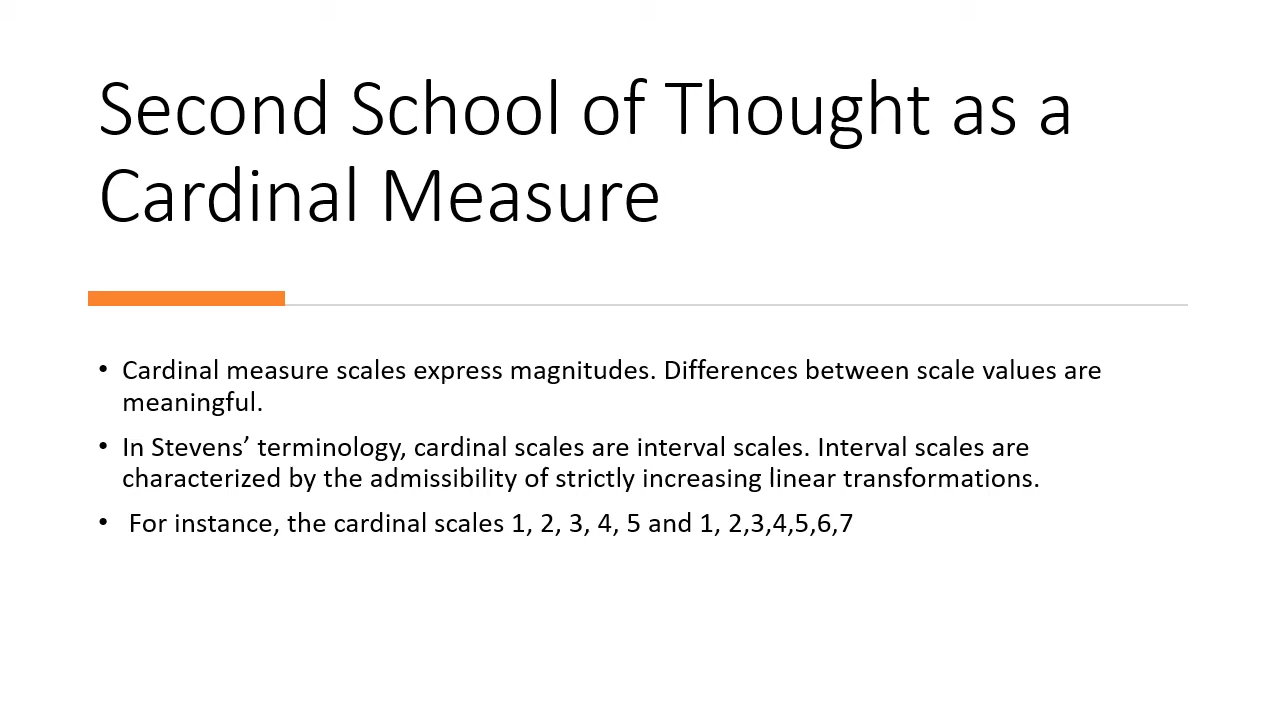 Second School of Thought as a
Cardinal Measure
• Cardinal measure scales express magnitudes. Differences between scale values are
meaningful.
• In Stevens’ terminology, cardinal scales are interval scales. Interval scales are
characterized by the admissibility of strictly increasing linear transformations.
• For instance, the cardinal scales 1, 2, 3, 4, 5 and 1, 2,3,4,5,6,7